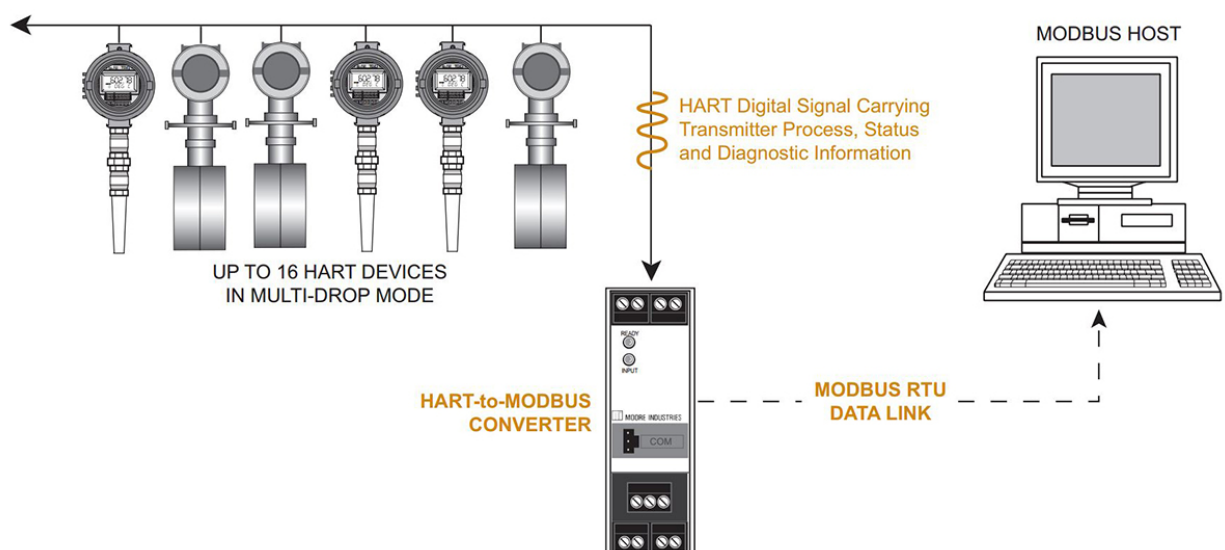 MODBUS HOST
HART Digital Signal Carrying
Transmitter Process, Status
and Diagnostic Information
UP TO 16 HART DEVICES
IN MULTI-DROP MODE
READY
INPUT
HART-to-MODBUS
CONVERTER
MOORE INDUSTRIES
COM
MODBUS RTU
DATA LINK